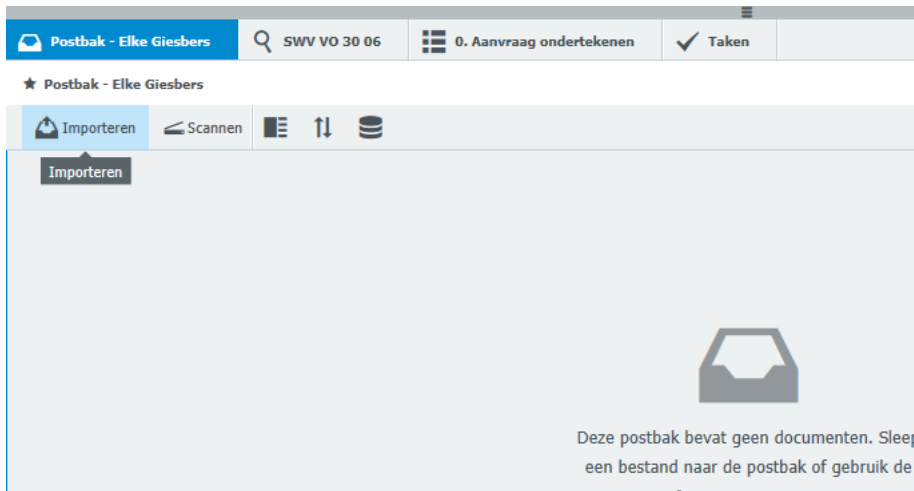 Postbak - Elke Giesbers SWV VO 30 06 0. Aanvraag ondertekenen Taken
Postbak - Elke Giesbers
Importeren Scannen
Importeren
Deze postbak bevat geen documenten. Sleep
een bestand naar de postbak of gebruik de